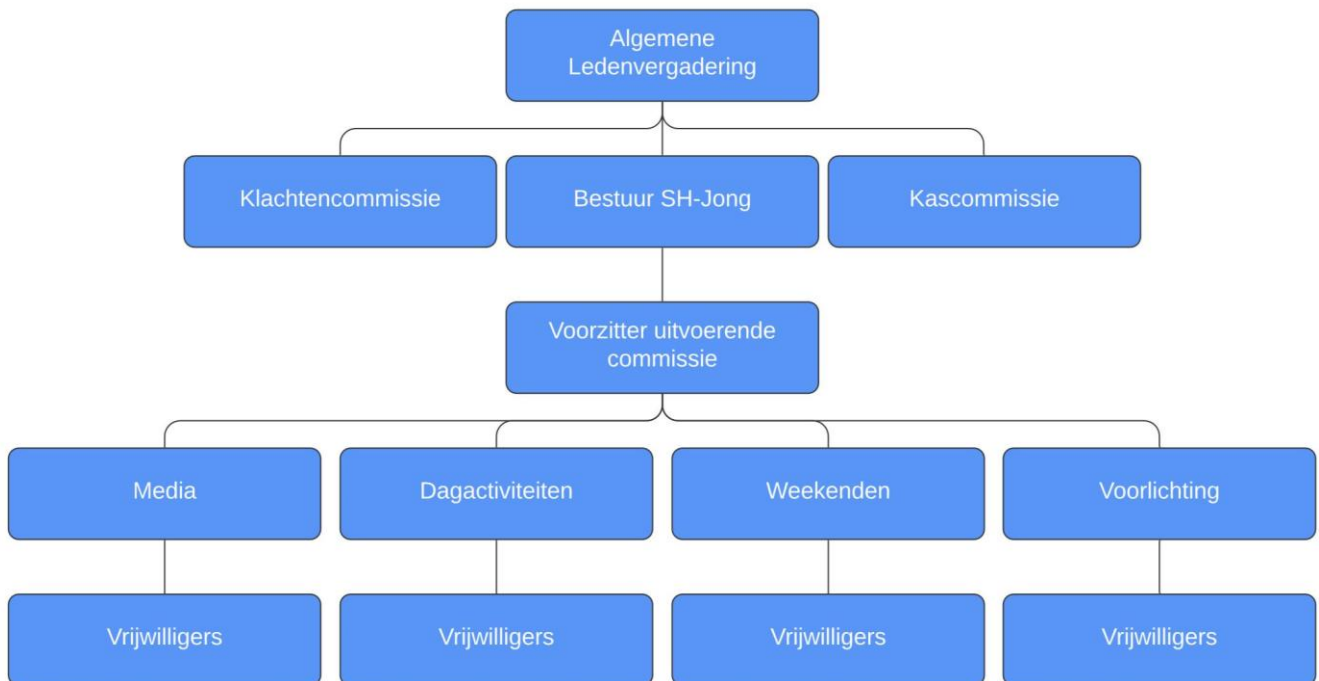 Algemene
Ledenvergadering
Klachtencommissie
Bestuur SH-Jong
Kascommissie
Voorzitter uitvoerende
commissie
Media
Dagactiviteiten
Weekenden
Voorlichting
Vrijwilligers
Vrijwilligers
Vrijwilligers
Vrijwilligers